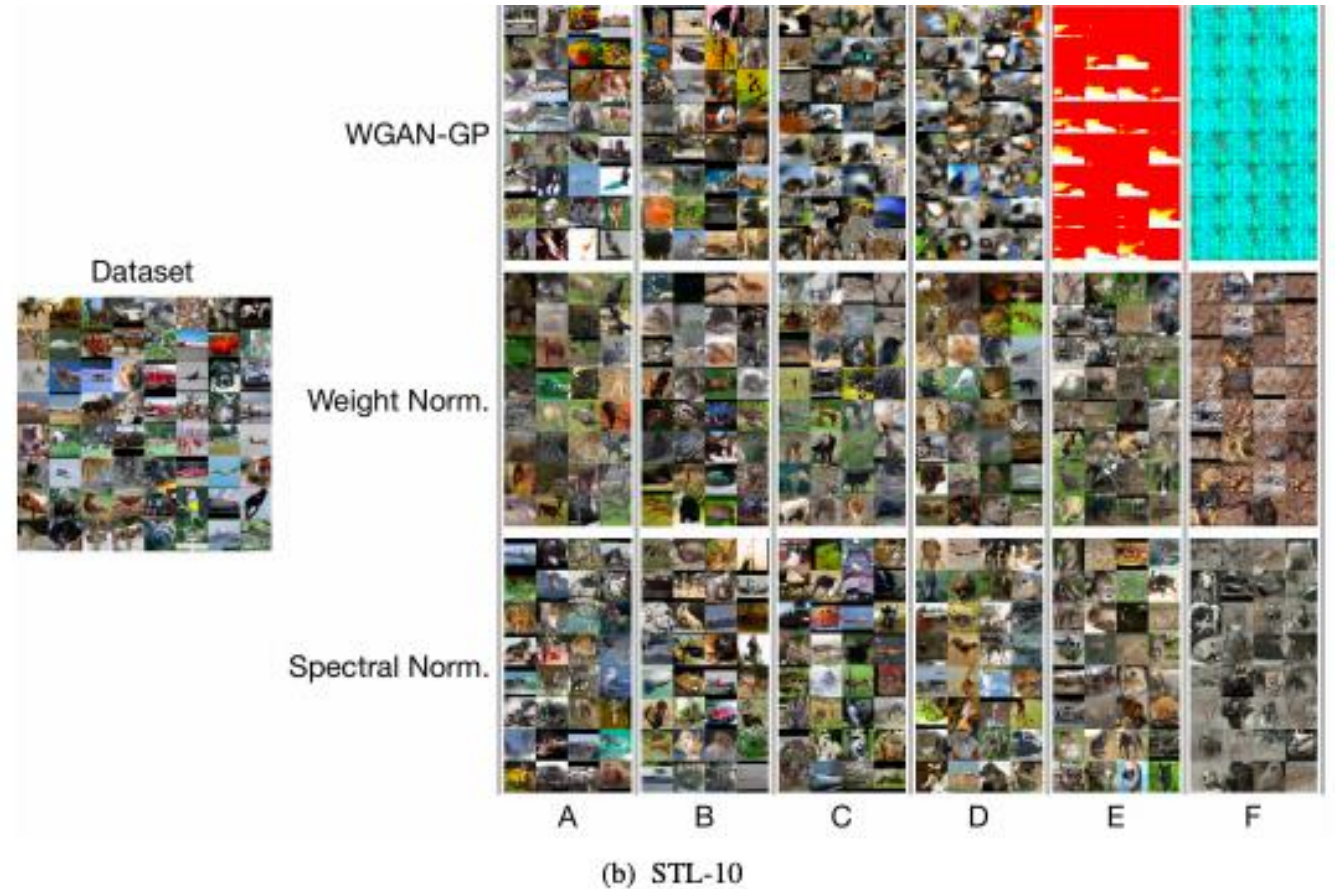 WGAN-GP
Dataset
Weight Norm.
Spectral Norm.
A B C D E F
(b) STL-10